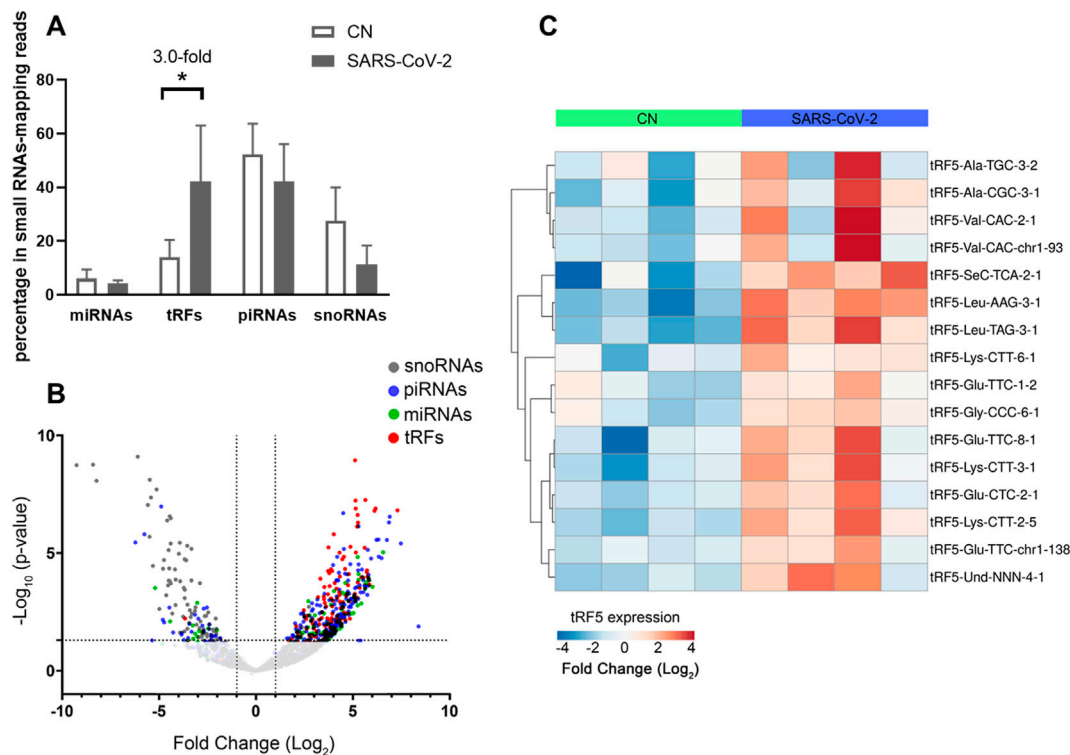 A
CN
SARS-CoV-2
3.0-fold
*
percentage in small RNAs-mapping reads
80
60
40
20
0
miRNAs tRFs piRNAs snoRNAs
B
snoRNAs
piRNAs
miRNAs
tRFs
-Log10 (p-value)
10
5
0
-10 -5 0 5 10
Fold Change (Log2)
C
CN SARS-CoV-2
tRF5-Ala-TGC-3-2
tRF5-Ala-CGC-3-1
tRF5-Val-CAC-2-1
tRF5-Val-CAC-chr1-93
tRF5-SeC-TCA-2-1
tRF5-Leu-AAG-3-1
tRF5-Leu-TAG-3-1
tRF5-Lys-CTT-6-1
tRF5-Glu-TTC-1-2
tRF5-Gly-CCC-6-1
tRF5-Glu-TTC-8-1
tRF5-Lys-CTT-3-1
tRF5-Glu-CTC-2-1
tRF5-Lys-CTT-2-5
tRF5-Glu-TTC-chr1-138
tRF5-Und-NNN-4-1
tRF5 expression
-4 -2 0 2 4
Fold Change (Log2)